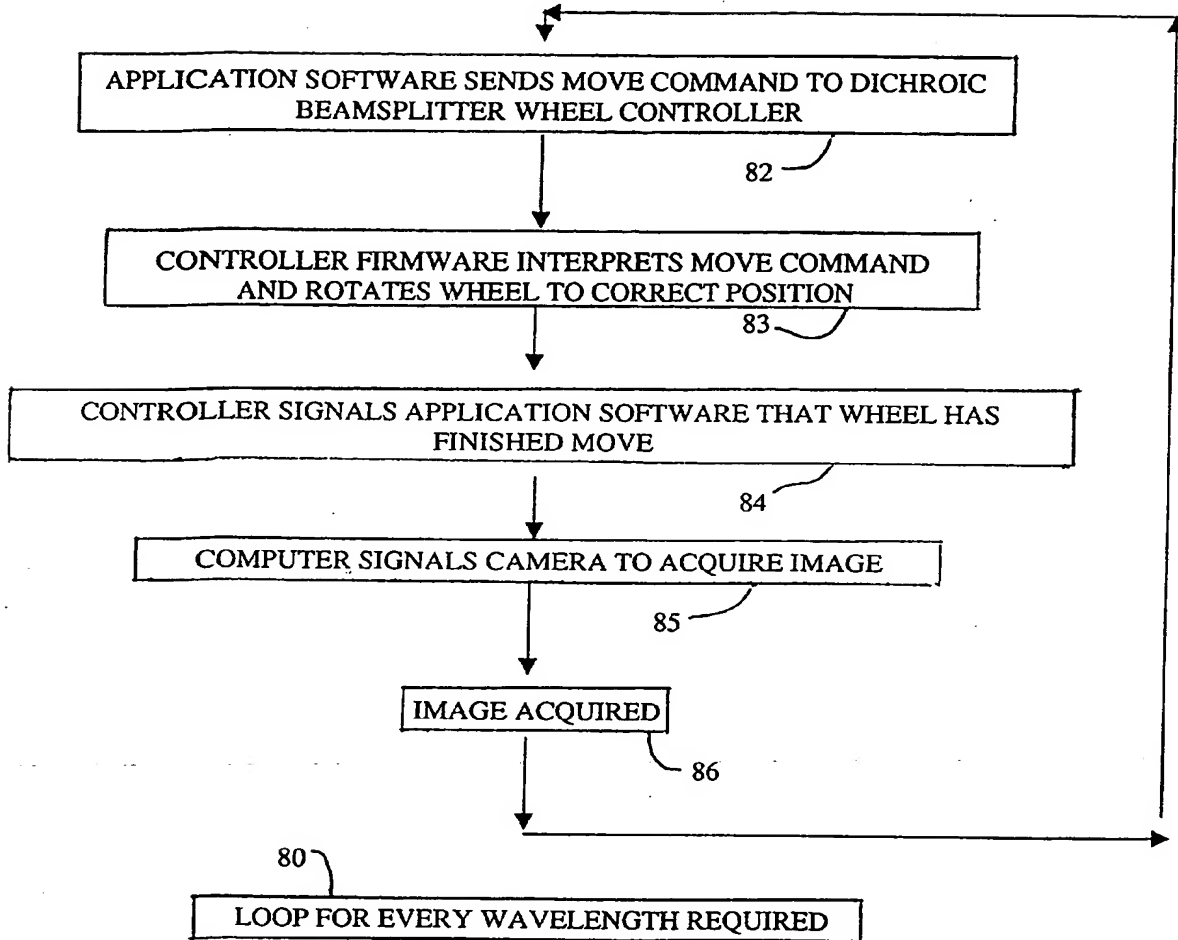 APPLICATION SOFTWARE SENDS MOVE COMMAND TO DICHROIC
BEAMSPLITTER WHEEL CONTROLLER
82
CONTROLLER FIRMWARE INTERPRETS MOVE COMMAND
AND ROTATES WHEEL TO CORRECT POSITION
83
CONTROLLER SIGNALS APPLICATION SOFTWARE THAT WHEEL HAS
FINISHED MOVE
84
COMPUTER SIGNALS CAMERA TO ACQUIRE IMAGE
85
IMAGE ACQUIRED
86
80
LOOP FOR EVERY WAVELENGTH REQUIRED